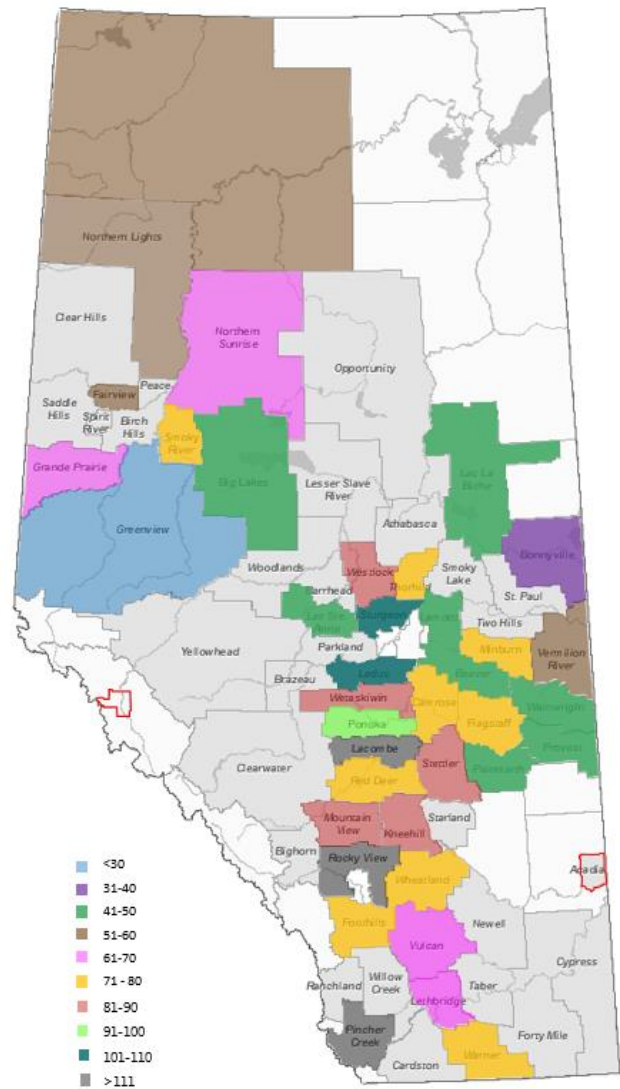 Northern Lights
Clear Hills
Northern
Sunrise
Opportunity
Peace
Fairview
Saddle
Hills
Spirit
River
Birch
Hills
Smoky
River
Grande Prairie
Big Lakes
Lesser Slave
River
Lac La
Biche
Greenview
Athabasca
Bonnyville
Woodlands
Westlock
Thorhild
Smoky
Lake
Barrhead
St. Paul
Lac Ste.
Anne
Sturgeon
Lamont
Two Hills
Yellowhead
Parkland
Minburn
Vermilion
River
Brazeau
Leduc
Beaver
Wetaskiwin
Camrose
Wainwright
Ponoka
Flagstaff
Provost
Lacombe
Clearwater
Stettler
Paintearth
Red Deer
Mountain
View
Kneehill
Starland
Bighorn
Rocky View
Acadia
Wheatland
Foothills
Newell
Vulcan
Cypress
Ranchland
Willow
Creek
Taber
Lethbridge
Pincher
Creek
Forty Mile
Warner
Cardston
<30
31-40
41-50
51-60
61-70
71 - 80
81-90
91-100
101-110
>111